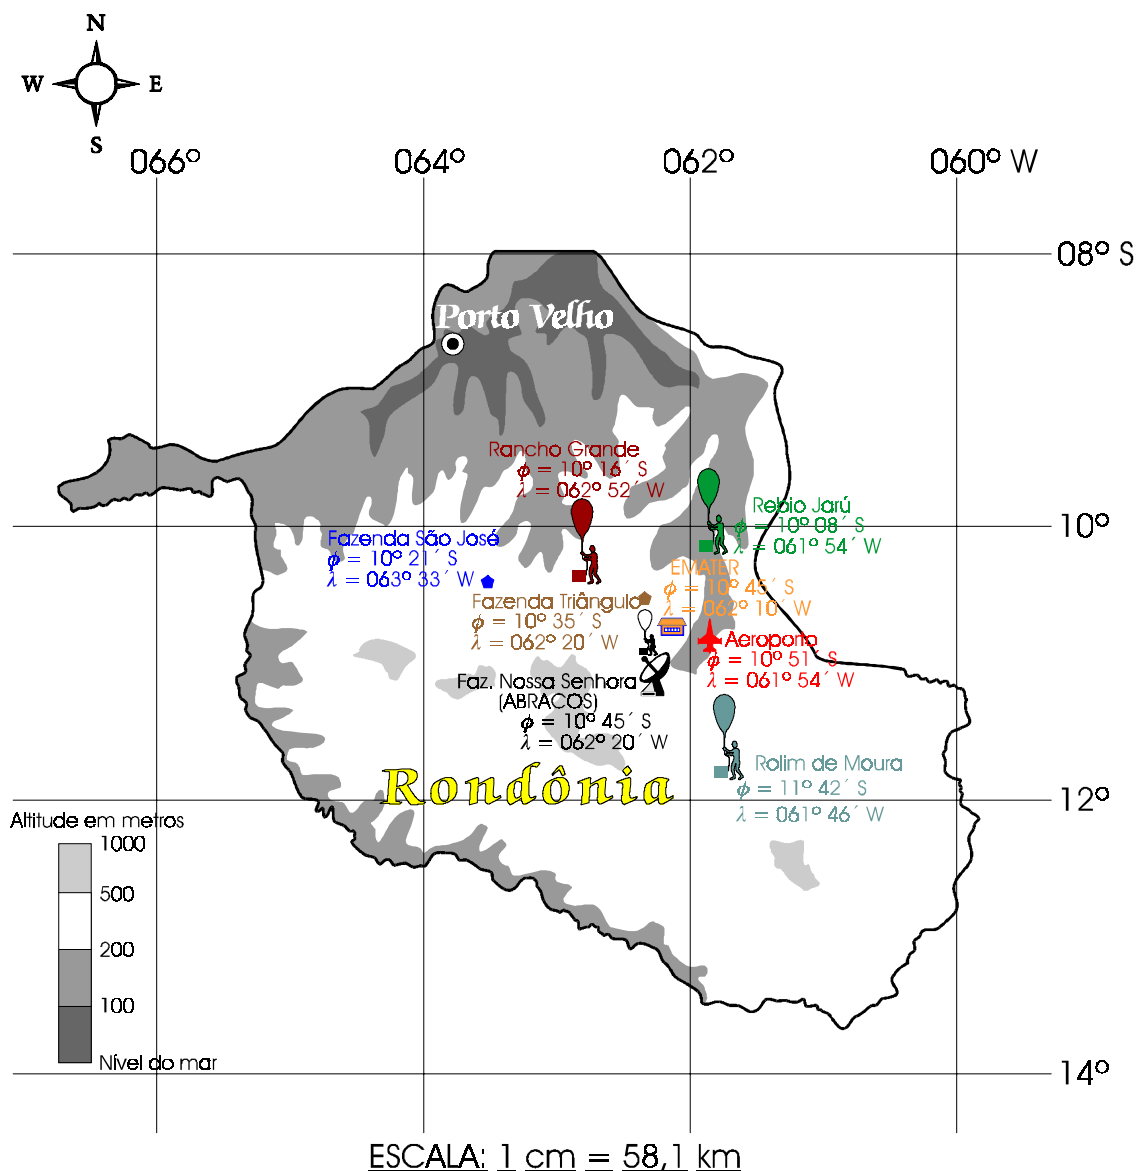 N
W E
S
066° 064° 062° 060° W
08° S
Porto Velho
Rancho Grande
ϕ = 10° 16´ S
λ = 062° 52´ W
Rebio Jarú
ϕ = 10° 08´ S
λ = 061° 54´ W
10°
Fazenda São José
ϕ = 10° 21´ S
λ = 063° 33´ W
EMATER
ϕ = 10° 45´ S
λ = 062° 10´ W
Fazenda Triângulo
ϕ = 10° 35´ S
λ = 062° 20´ W
Aeroporto
ϕ = 10° 51´ S
λ = 061° 54´ W
Faz. Nossa Senhora
(ABRACOS)
ϕ = 10° 45´ S
λ = 062° 20´ W
Rolim de Moura
ϕ = 11° 42´ S
λ = 061° 46´ W
Rondônia
12°
Altitude em metros
1000
500
200
100
Nível do mar
14°
ESCALA: 1 cm = 58,1 km